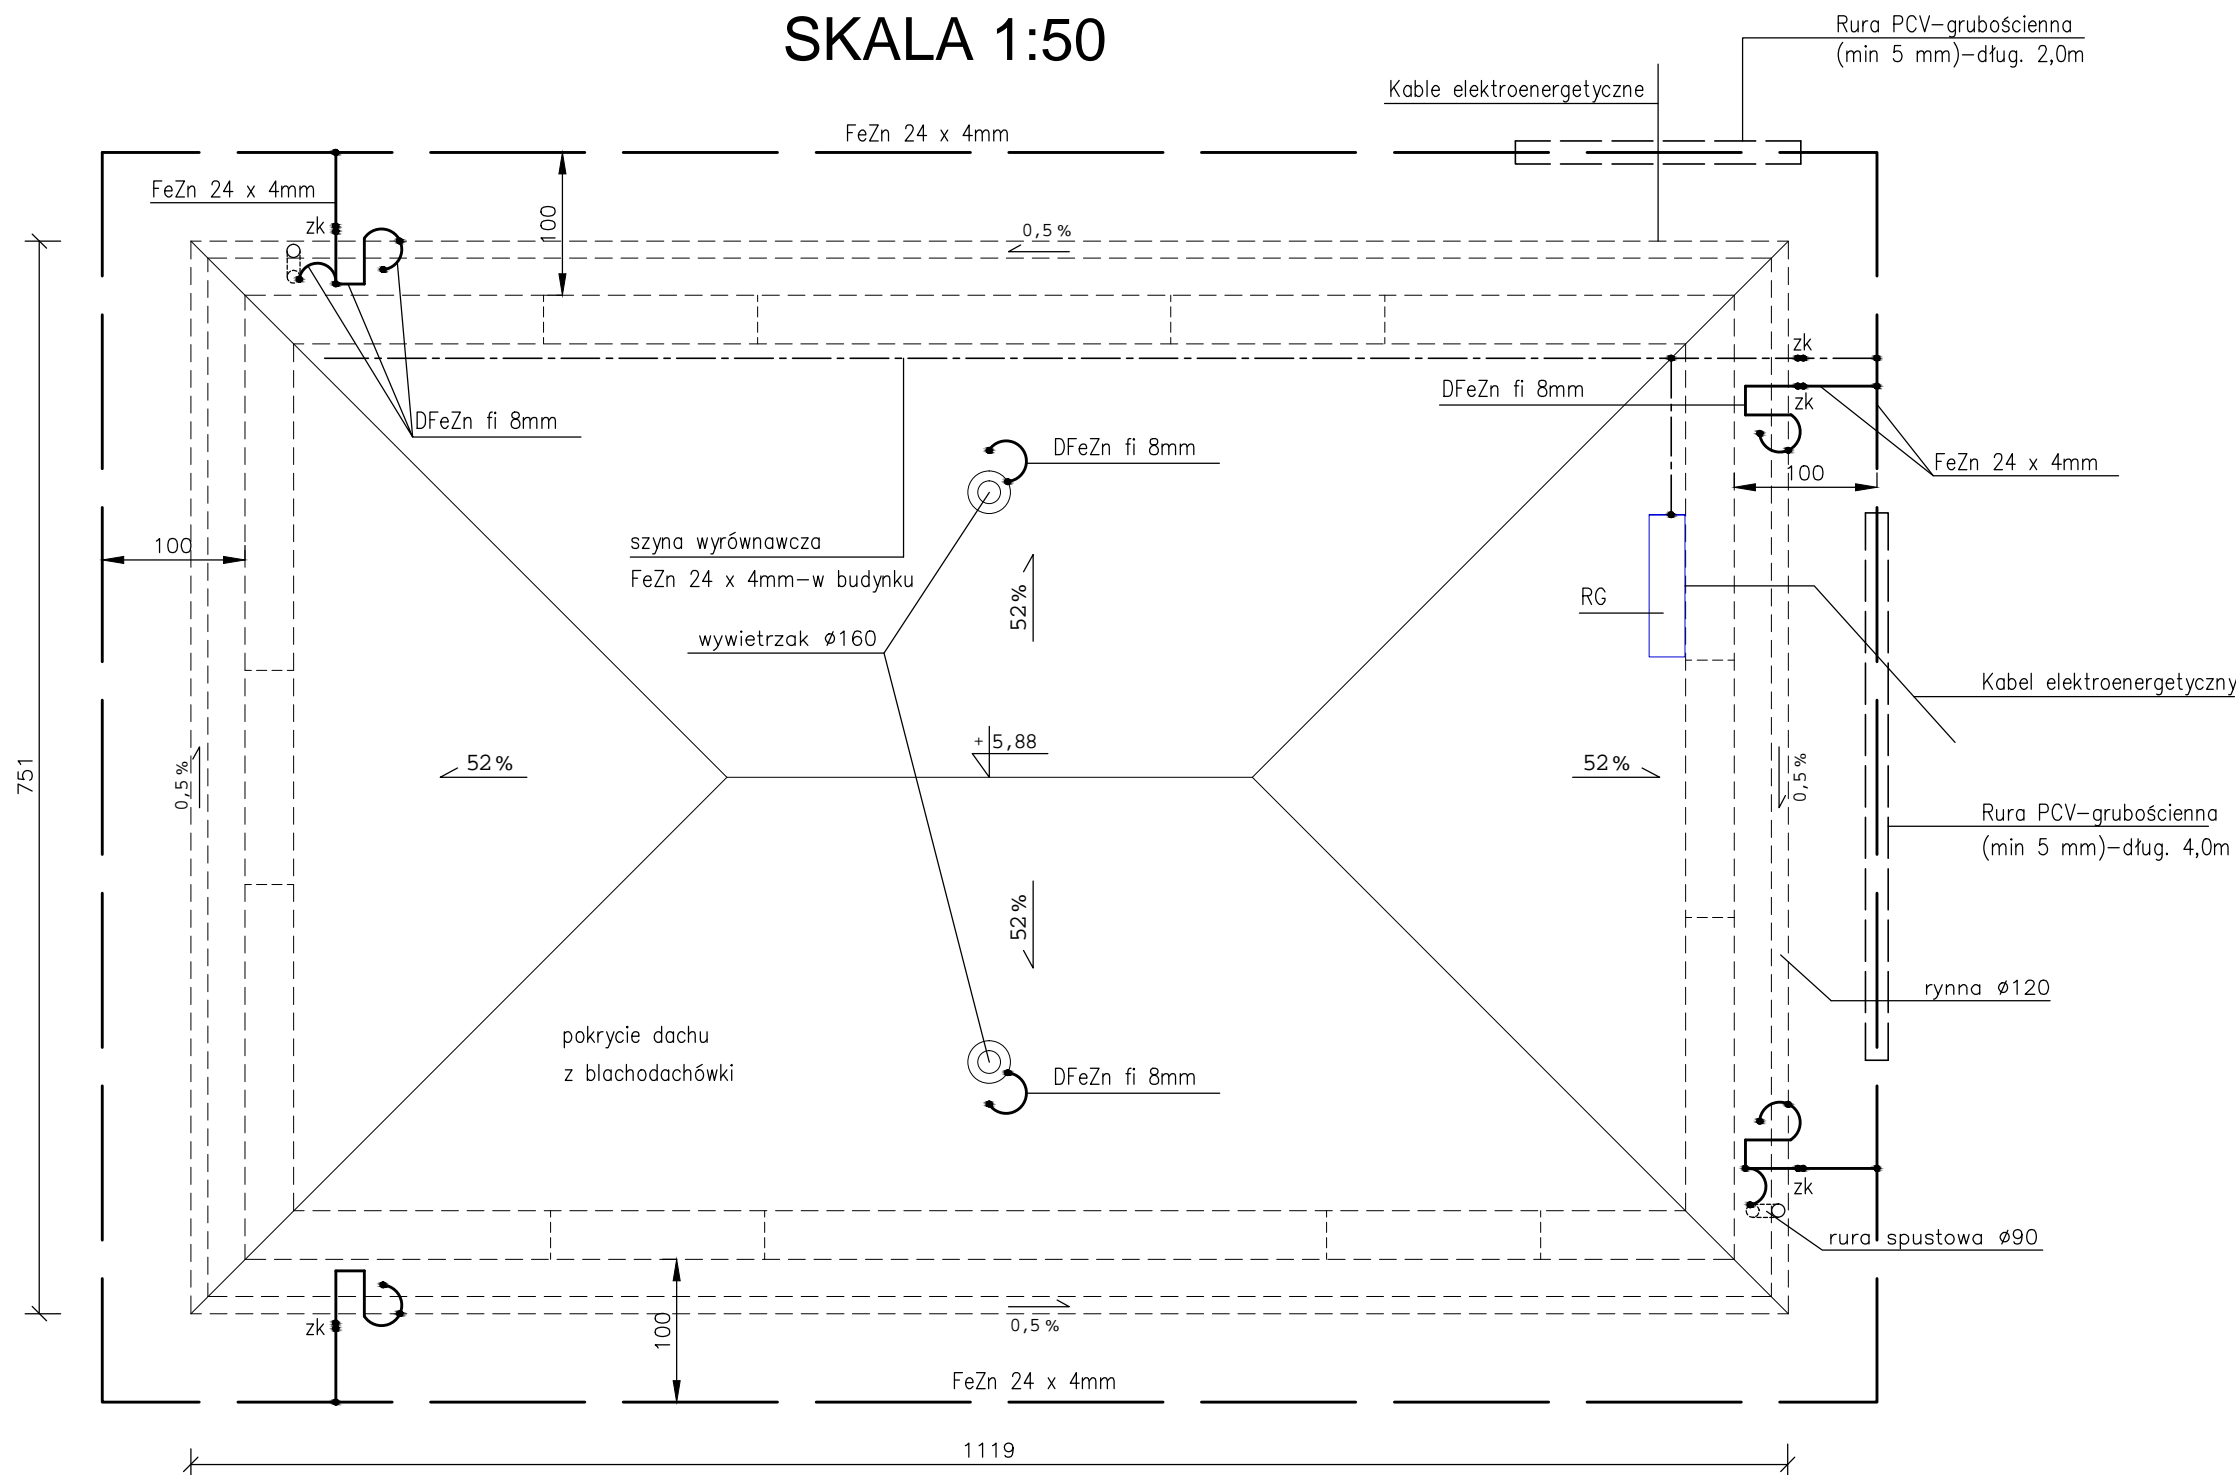 SKALA 1:50
Rura PCV-grubościenna
(min 5 mm)-dług. 2,0m
Kable elektroenergetyczne
FeZn 24 x 4mm
FeZn 24 x 4mm
zk
100
0,5%
zk
DFeZn fi 8mm
zk
DFeZn fi 8mm
DFeZn fi 8mm
FeZn 24 x 4mm
100
100
szyna wyrównawcza
FeZn 24 x 4mm-w budynku
52%
RG
wywietrzak ø160
Kabel elektroenergetyczny
+5,88
751
0,5%
52%
52%
0,5%
Rura PCV-grubościenna
(min 5 mm)-dług. 4,0m
52%
rynna ø120
pokrycie dachu
z blachodachówki
DFeZn fi 8mm
zk
rura spustowa ø90
zk
100
0,5%
FeZn 24 x 4mm
1119